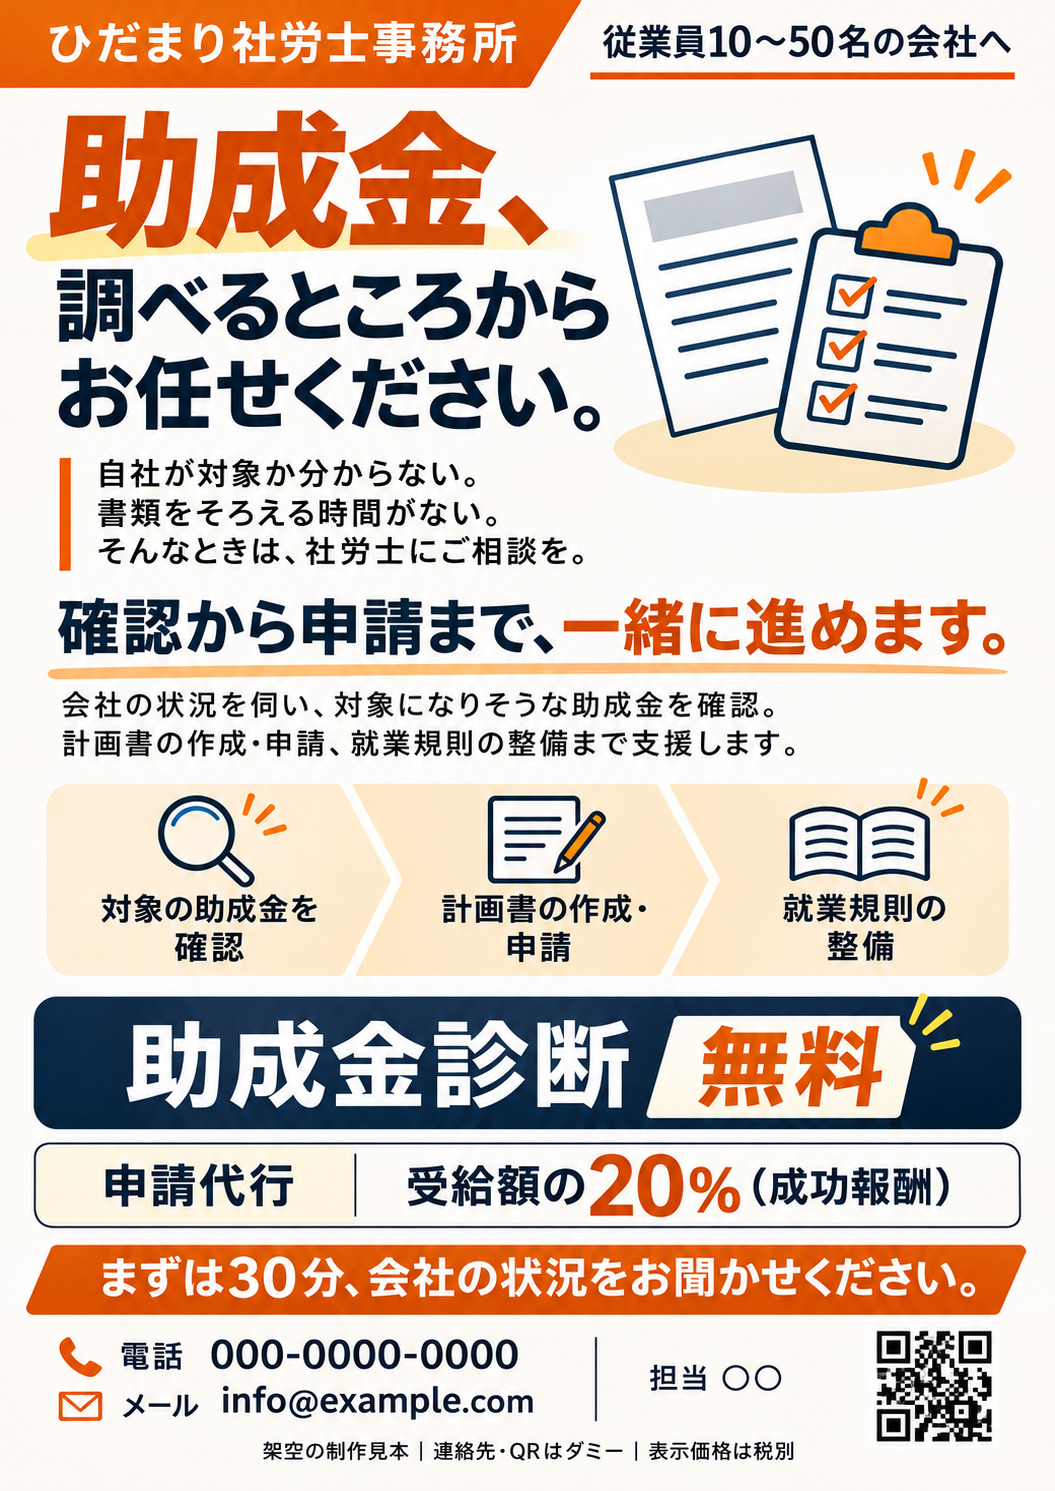 ひだまり社労士事務所
従業員10〜50名の会社へ
助成金、
調べるところから
お任せください。
自社が対象か分からない。
書類をそろえる時間がない。
そんなときは、社労士にご相談を。
確認から申請まで、一緒に進めます。
会社の状況を伺い、対象になりそうな助成金を確認。
計画書の作成・申請、就業規則の整備まで支援します。
対象の助成金を
確認
計画書の作成・
申請
就業規則の
整備
助成金診断 無料
申請代行 受給額の20%（成功報酬）
まずは30分、会社の状況をお聞かせください。
電話 000-0000-0000
メール info@example.com
担当 〇〇
架空の制作見本｜連絡先・QRはダミー｜表示価格は税別